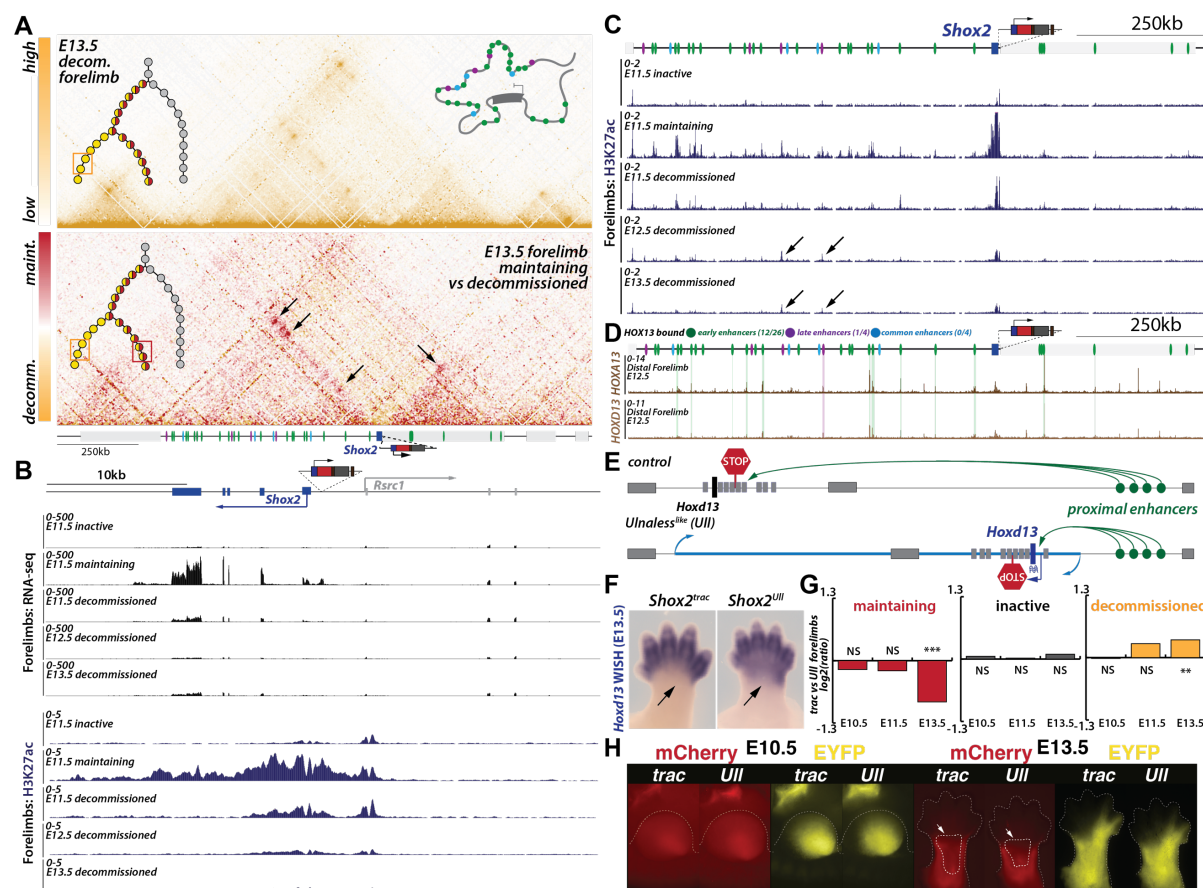 A
high
low
E13.5
decom.
forelimb
maint.
decomm.
E13.5 forelimb
maintaining
vs decommissioned
250kb
Shox2
B
10kb
Shox2
Rsrc1
Forelimbs: RNA-seq
0-500
E11.5 inactive
0-500
E11.5 maintaining
0-500
E11.5 decommissioned
0-500
E12.5 decommissioned
0-500
E13.5 decommissioned
Forelimbs: H3K27ac
0-5
E11.5 inactive
0-5
E11.5 maintaining
0-5
E11.5 decommissioned
0-5
E12.5 decommissioned
0-5
E13.5 decommissioned
C
Shox2
250kb
Forelimbs: H3K27ac
0-2
E11.5 inactive
0-2
E11.5 maintaining
0-2
E11.5 decommissioned
0-2
E12.5 decommissioned
0-2
E13.5 decommissioned
D
HOX13 bound early enhancers (12/26) late enhancers (1/4) common enhancers (0/4)
250kb
HOXA13
0-14
Distal Forelimb
E12.5
HOXD13
0-11
Distal Forelimb
E12.5
E
control
STOP
Hoxd13
proximal enhancers
Ulnaless like (Ull)
Hoxd13
STOP
F
Hoxd13 WISH (E13.5)
Shox2 trac
Shox2 Ull
G
trac vs Ull forelimbs
log2(ratio)
1.3
-1.3
maintaining
NS
NS
***
E10.5
E11.5
E13.5
1.3
-1.3
inactive
NS
NS
NS
E10.5
E11.5
E13.5
1.3
-1.3
decommissioned
NS
NS
**
E10.5
E11.5
E13.5
H
mCherry E10.5 EYFP
trac Ull trac Ull
mCherry E13.5 EYFP
trac Ull trac Ull